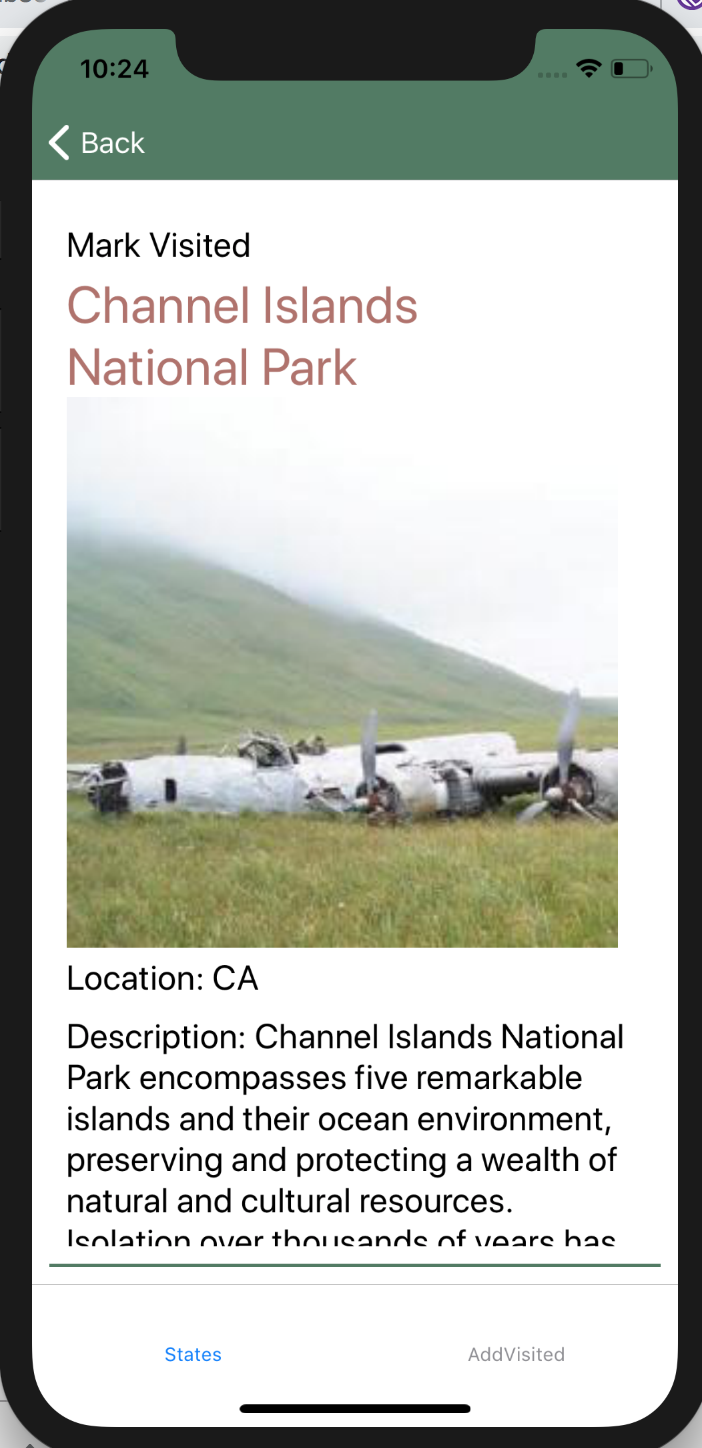 10:24
Back
Mark Visited
Channel Islands
National Park
Location: CA
Description: Channel Islands National
Park encompasses five remarkable
islands and their ocean environment,
preserving and protecting a wealth of
natural and cultural resources.
Isolation over thousands of years has
States AddVisited